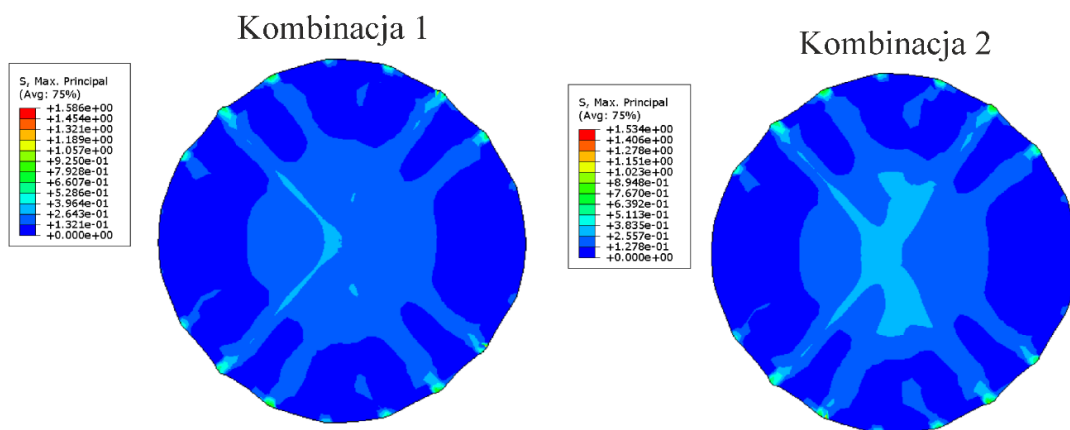 Kombinacja 1
S, Max. Principal
(Avg: 75%)
+1.586e+00
+1.454e+00
+1.321e+00
+1.189e+00
+1.057e+00
+9.250e-01
+7.928e-01
+6.607e-01
+5.286e-01
+3.964e-01
+2.643e-01
+1.321e-01
+0.000e+00
Kombinacja 2
S, Max. Principal
(Avg: 75%)
+1.534e+00
+1.406e+00
+1.278e+00
+1.151e+00
+1.023e+00
+8.948e-01
+7.670e-01
+6.392e-01
+5.113e-01
+3.835e-01
+2.557e-01
+1.278e-01
+0.000e+00